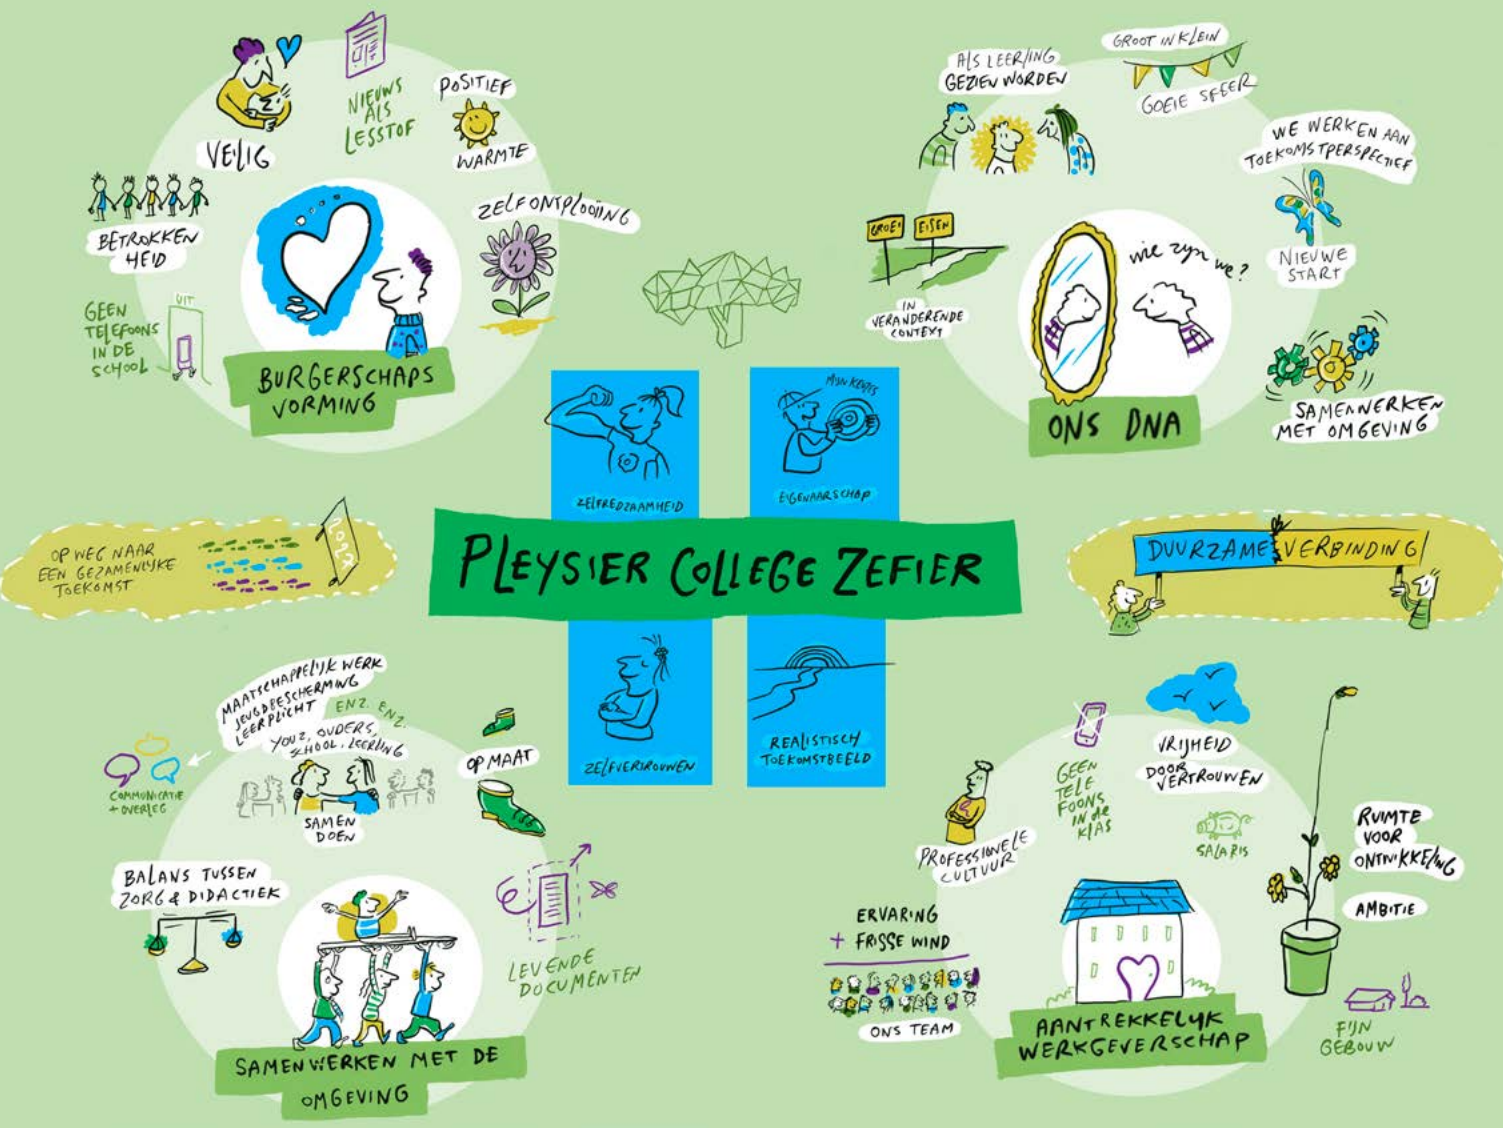 VEILIG
NIEUWS
ALS
LESSTOF
POSITIEF
WARMTE
BETROKKEN
HEID
ZELFONTPLOOIING
GEEN
TELEFOONS
IN DE
SCHOOL
UIT
BURGERSCHAPS
VORMING
ALS LEERLING
GEZIEN WORDEN
GROOT IN KLEIN
GOEIE SFEER
WE WERKEN AAN
TOEKOMSTPERSPECTIEF
GROEI
EISEN
IN
VERANDERENDE
CONTEXT
wie zyn we?
NIEUWE
START
SAMENWERKEN
MET OMGEVING
ONS DNA
ZELFREDZAAMHEID
MIJN KEUZES
EIGENAARSCHAP
PLEYSIER COLLEGE ZEFIER
ZELFVERTROUWEN
REALISTISCH
TOEKOMSTBEELD
OP WEG NAAR
EEN GEZAMENLYKE
TOEKOMST
DUURZAME VERBINDING
MAATSCHAPPELIJK WERK
JEUGDBESCHERMING
LEERPLICHT ENZ. ENZ.
YOUZ, OUDERS,
SCHOOL, LEERLING
COMMUNICATIE
+ OVERLEG
SAMEN
DOEN
OP MAAT
BALANS TUSSEN
ZORG & DIDACTIEK
LEVENDE
DOCUMENTEN
SAMENWERKEN MET DE
OMGEVING
GEEN
TELE
FOONS
IN de
KlAS
VRIJHEID
DOOR
VERTROUWEN
SALARIS
PROFESSIONELE
CULTUUR
RUIMTE
VOOR
ONTWIKKELING
AMBITIE
ERVARING
+ FRISSE WIND
ONS TEAM
AANTREKKELYK
WERKGEVERSCHAP
FIJN
GEBOUW